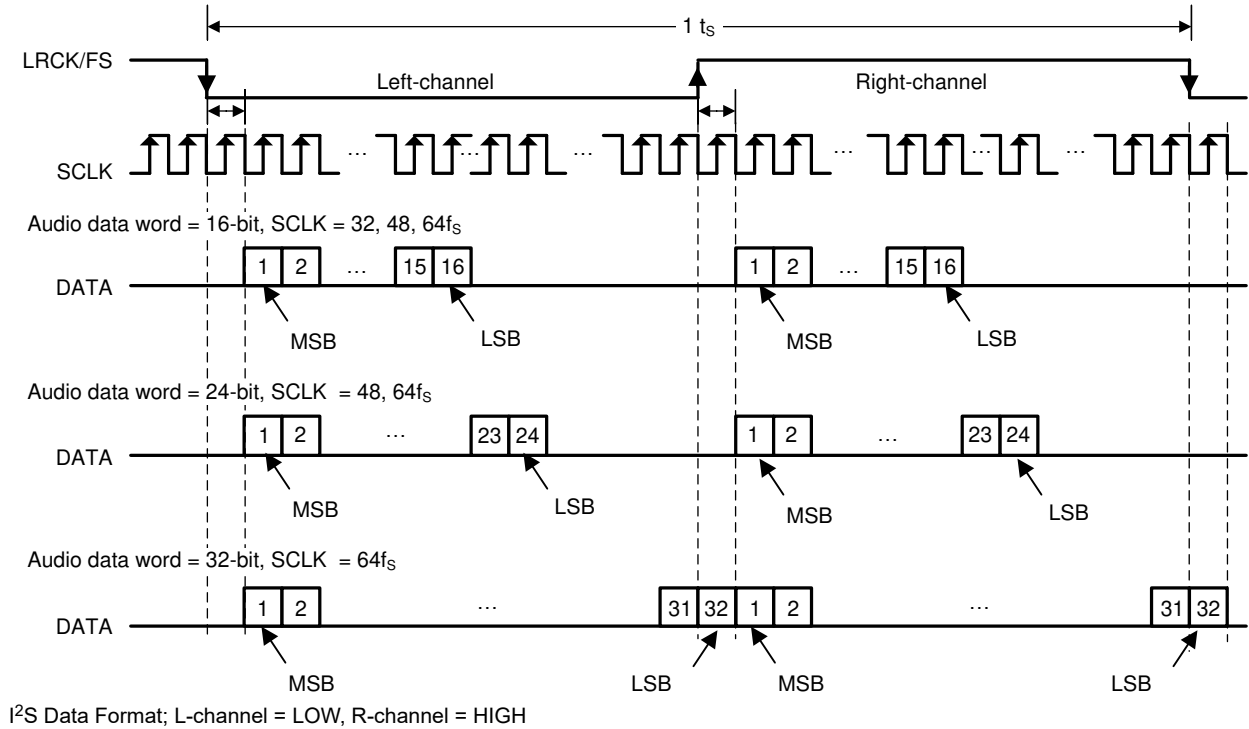 1 tS
LRCK/FS
Left-channel
Right-channel
SCLK
... ... ... ... ... ...
Audio data word = 16-bit, SCLK = 32, 48, 64fS
DATA
1 2 ... 15 16 1 2 ... 15 16
MSB LSB MSB LSB
Audio data word = 24-bit, SCLK = 48, 64fS
DATA
1 2 ... 23 24 1 2 ... 23 24
MSB LSB MSB LSB
Audio data word = 32-bit, SCLK = 64fS
DATA
1 2 ... 31 32 1 2 ... 31 32
MSB LSB MSB LSB
I2S Data Format; L-channel = LOW, R-channel = HIGH